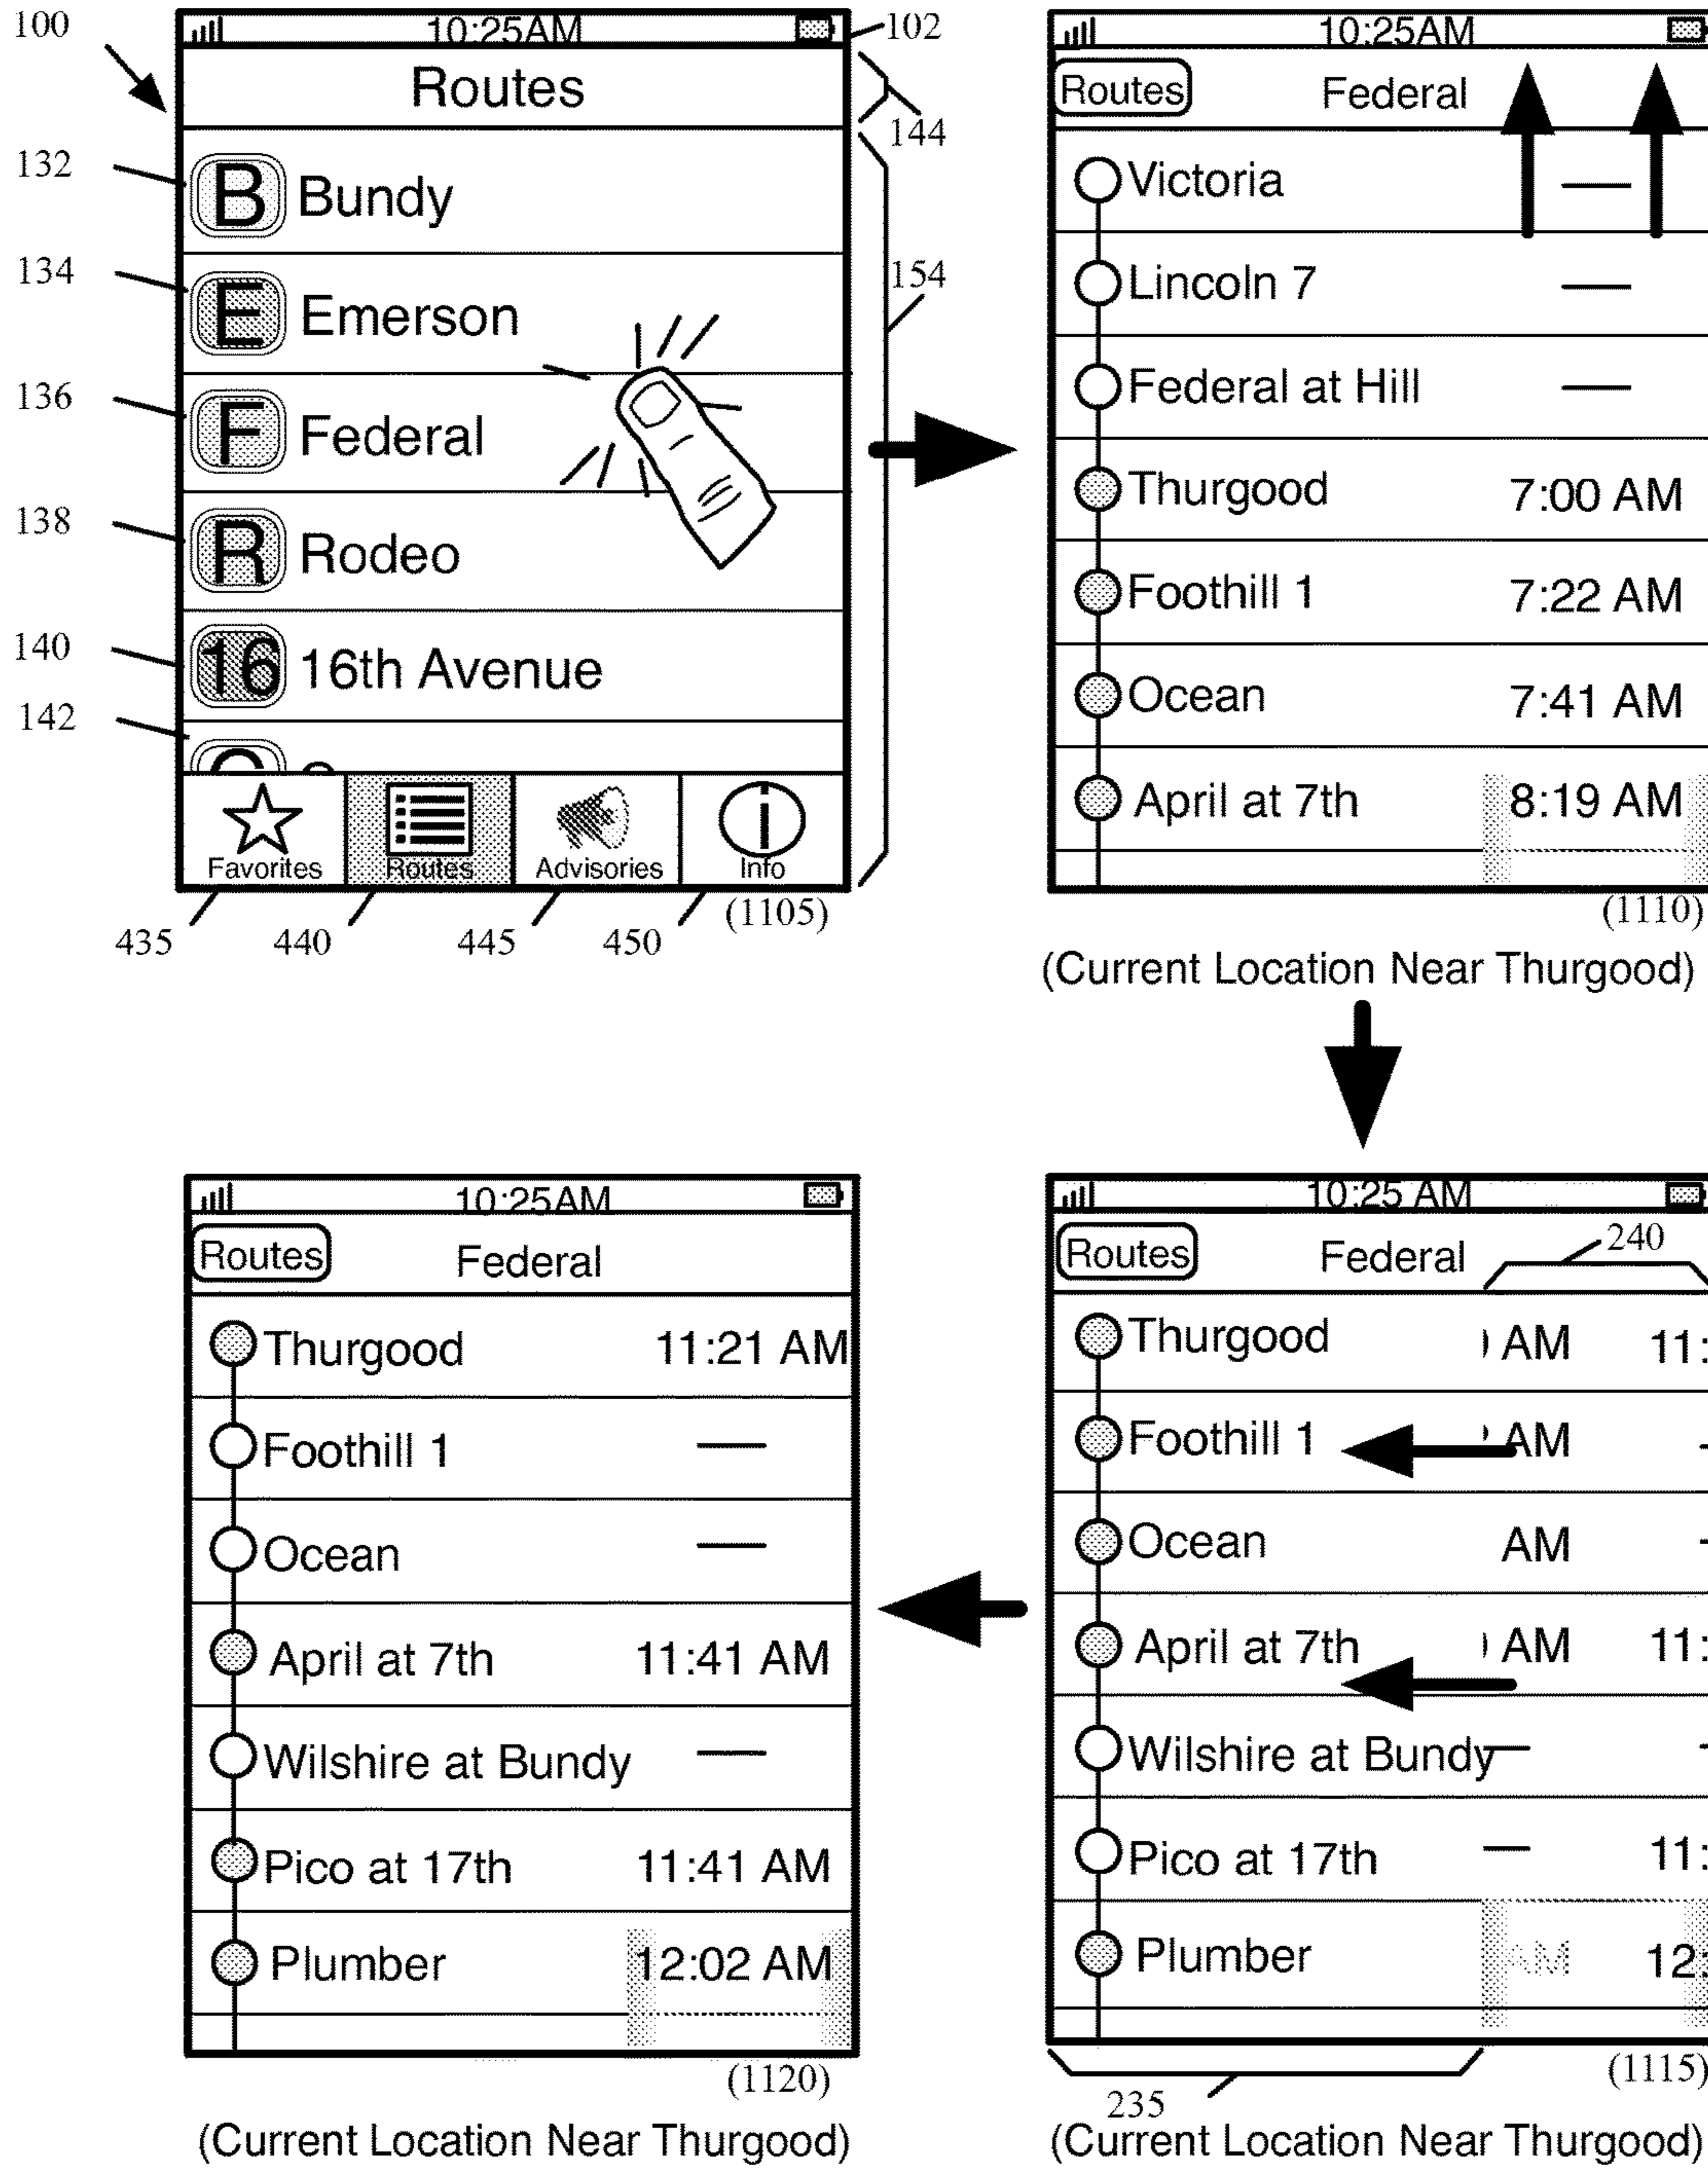 100
10:25AM
102
Routes
144
132
B Bundy
154
134
E Emerson
136
F Federal
138
R Rodeo
140
16 16th Avenue
142
Favorites
Routes
Advisories
Info
435
440
445
450
(1105)
10:25AM
Routes
Federal
Victoria —
Lincoln 7 —
Federal at Hill —
Thurgood 7:00 AM
Foothill 1 7:22 AM
Ocean 7:41 AM
April at 7th 8:19 AM
(1110)
(Current Location Near Thurgood)
10:25AM
Routes
Federal
Thurgood 11:21 AM
Foothill 1 —
Ocean —
April at 7th 11:41 AM
Wilshire at Bundy —
Pico at 17th 11:41 AM
Plumber 12:02 AM
(1120)
(Current Location Near Thurgood)
10:25 AM
Routes
Federal
240
Thurgood AM 11:
Foothill 1 AM
Ocean AM
April at 7th AM 11:
Wilshire at Bundy —
Pico at 17th — 11:
Plumber AM 12:
(1115)
235
(Current Location Near Thurgood)